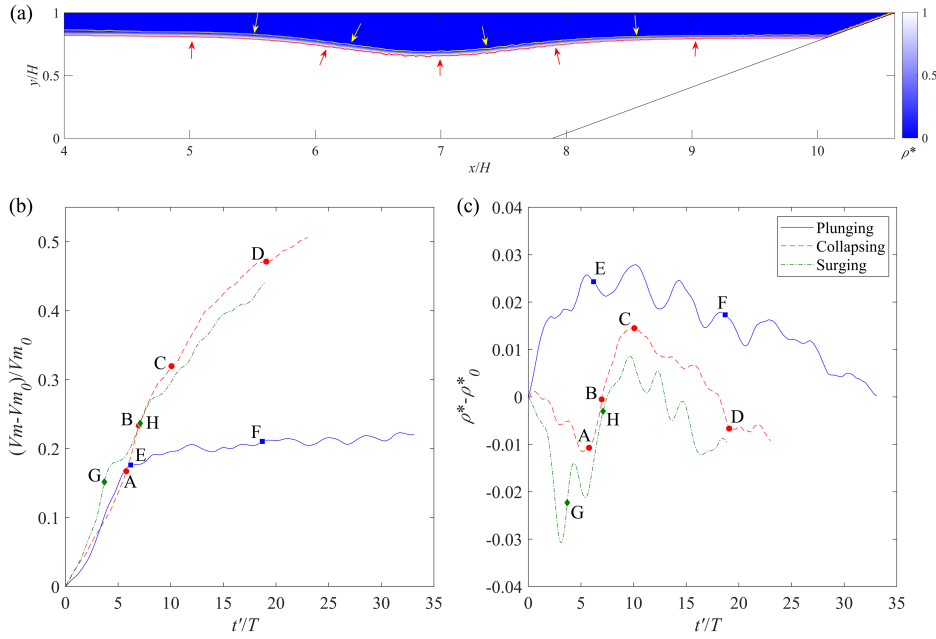 (a)
1
0.5
0
y/H
4
5
6
7
8
9
10
x/H
1
0.5
0
ρ*
(b)
0.5
0.4
0.3
0.2
0.1
0
(Vm-Vm0)/Vm0
0
5
10
15
20
25
30
35
t'/T
A
B
C
D
E
F
G
H
(c)
0.04
0.03
0.02
0.01
0
-0.01
-0.02
-0.03
-0.04
ρ*-ρ*0
0
5
10
15
20
25
30
35
t'/T
Plunging
Collapsing
Surging
A
B
C
D
E
F
G
H